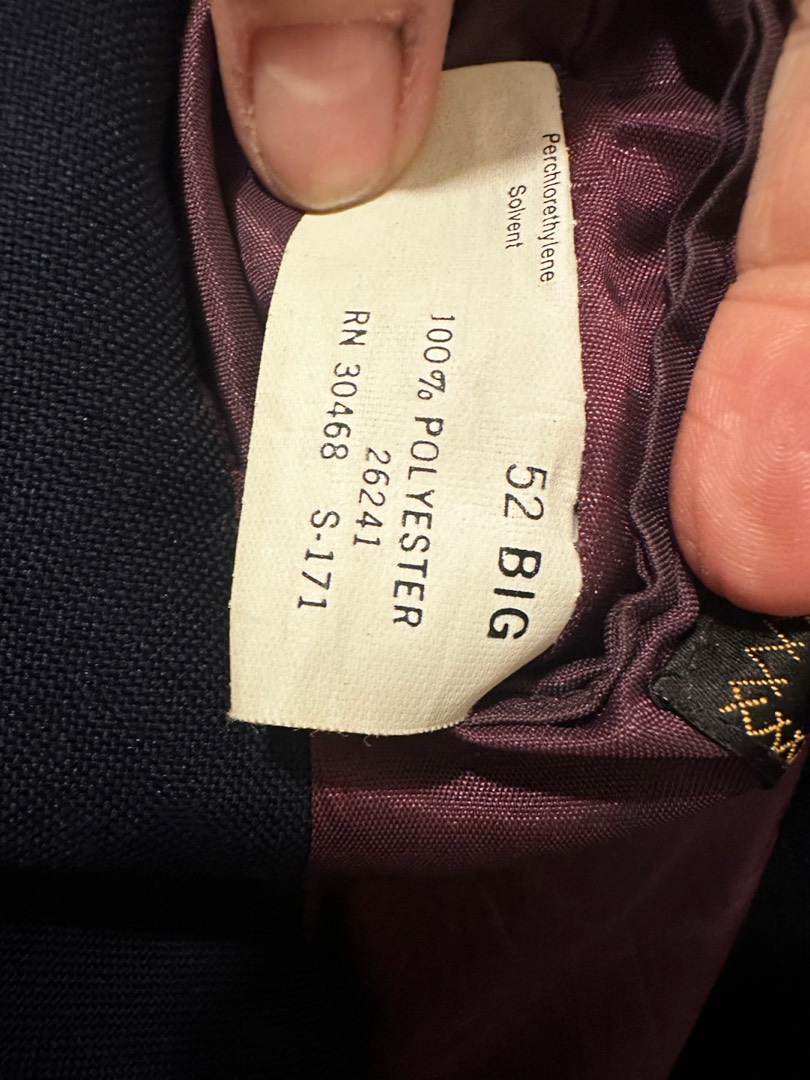 Perchlorethylene
Solvent
52 BIG
100% POLYESTER
26241
RN 30468 S-171